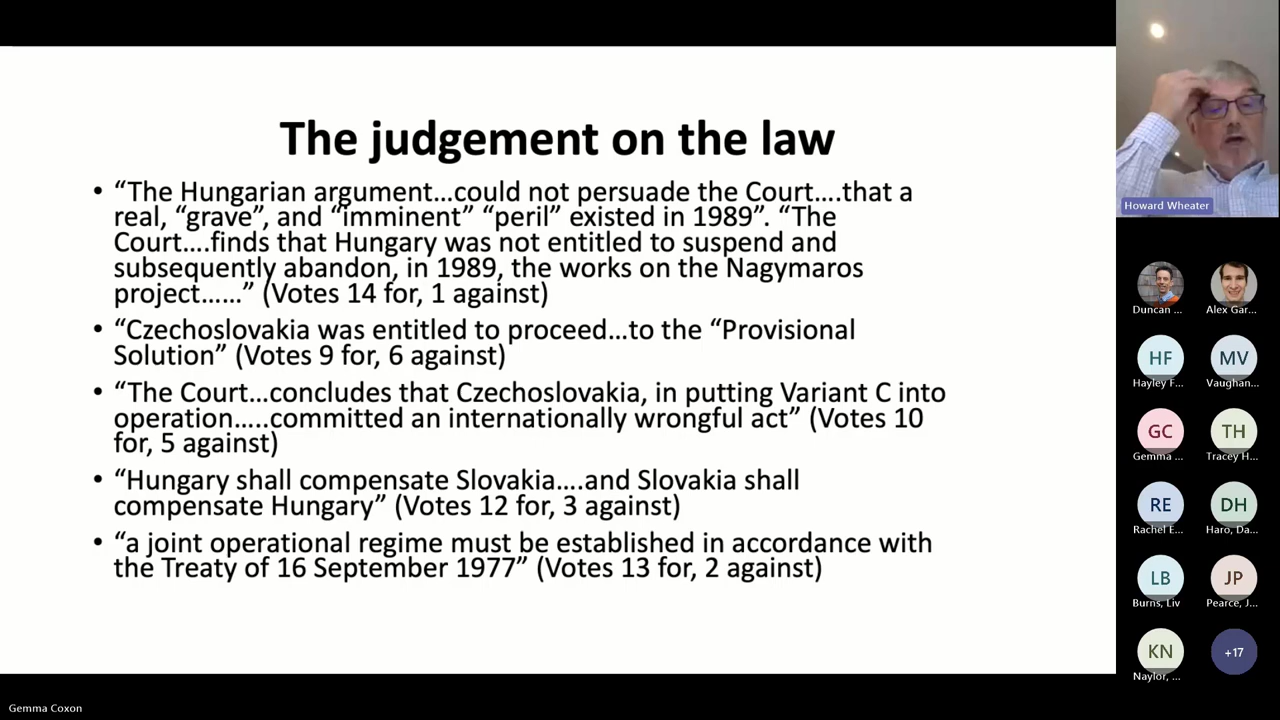 The judgement on the law
• “The Hungarian argument…could not persuade the Court….that a
real, “grave”, and “imminent” “peril” existed in 1989”. “The
Court….finds that Hungary was not entitled to suspend and
subsequently abandon, in 1989, the works on the Nagymaros
project……” (Votes 14 for, 1 against)
• “Czechoslovakia was entitled to proceed…to the “Provisional
Solution” (Votes 9 for, 6 against)
• “The Court…concludes that Czechoslovakia, in putting Variant C into
operation…..committed an internationally wrongful act” (Votes 10
for, 5 against)
• “Hungary shall compensate Slovakia….and Slovakia shall
compensate Hungary” (Votes 12 for, 3 against)
• “a joint operational regime must be established in accordance with
the Treaty of 16 September 1977” (Votes 13 for, 2 against)
Howard Wheater
Duncan ...
Alex Gar...
HF
Hayley F...
MV
Vaughan...
GC
Gemma ...
TH
Tracey H...
RE
Rachel E...
DH
Haro, Da...
LB
Burns, Liv
JP
Pearce, J...
KN
Naylor, ...
+17
Gemma Coxon